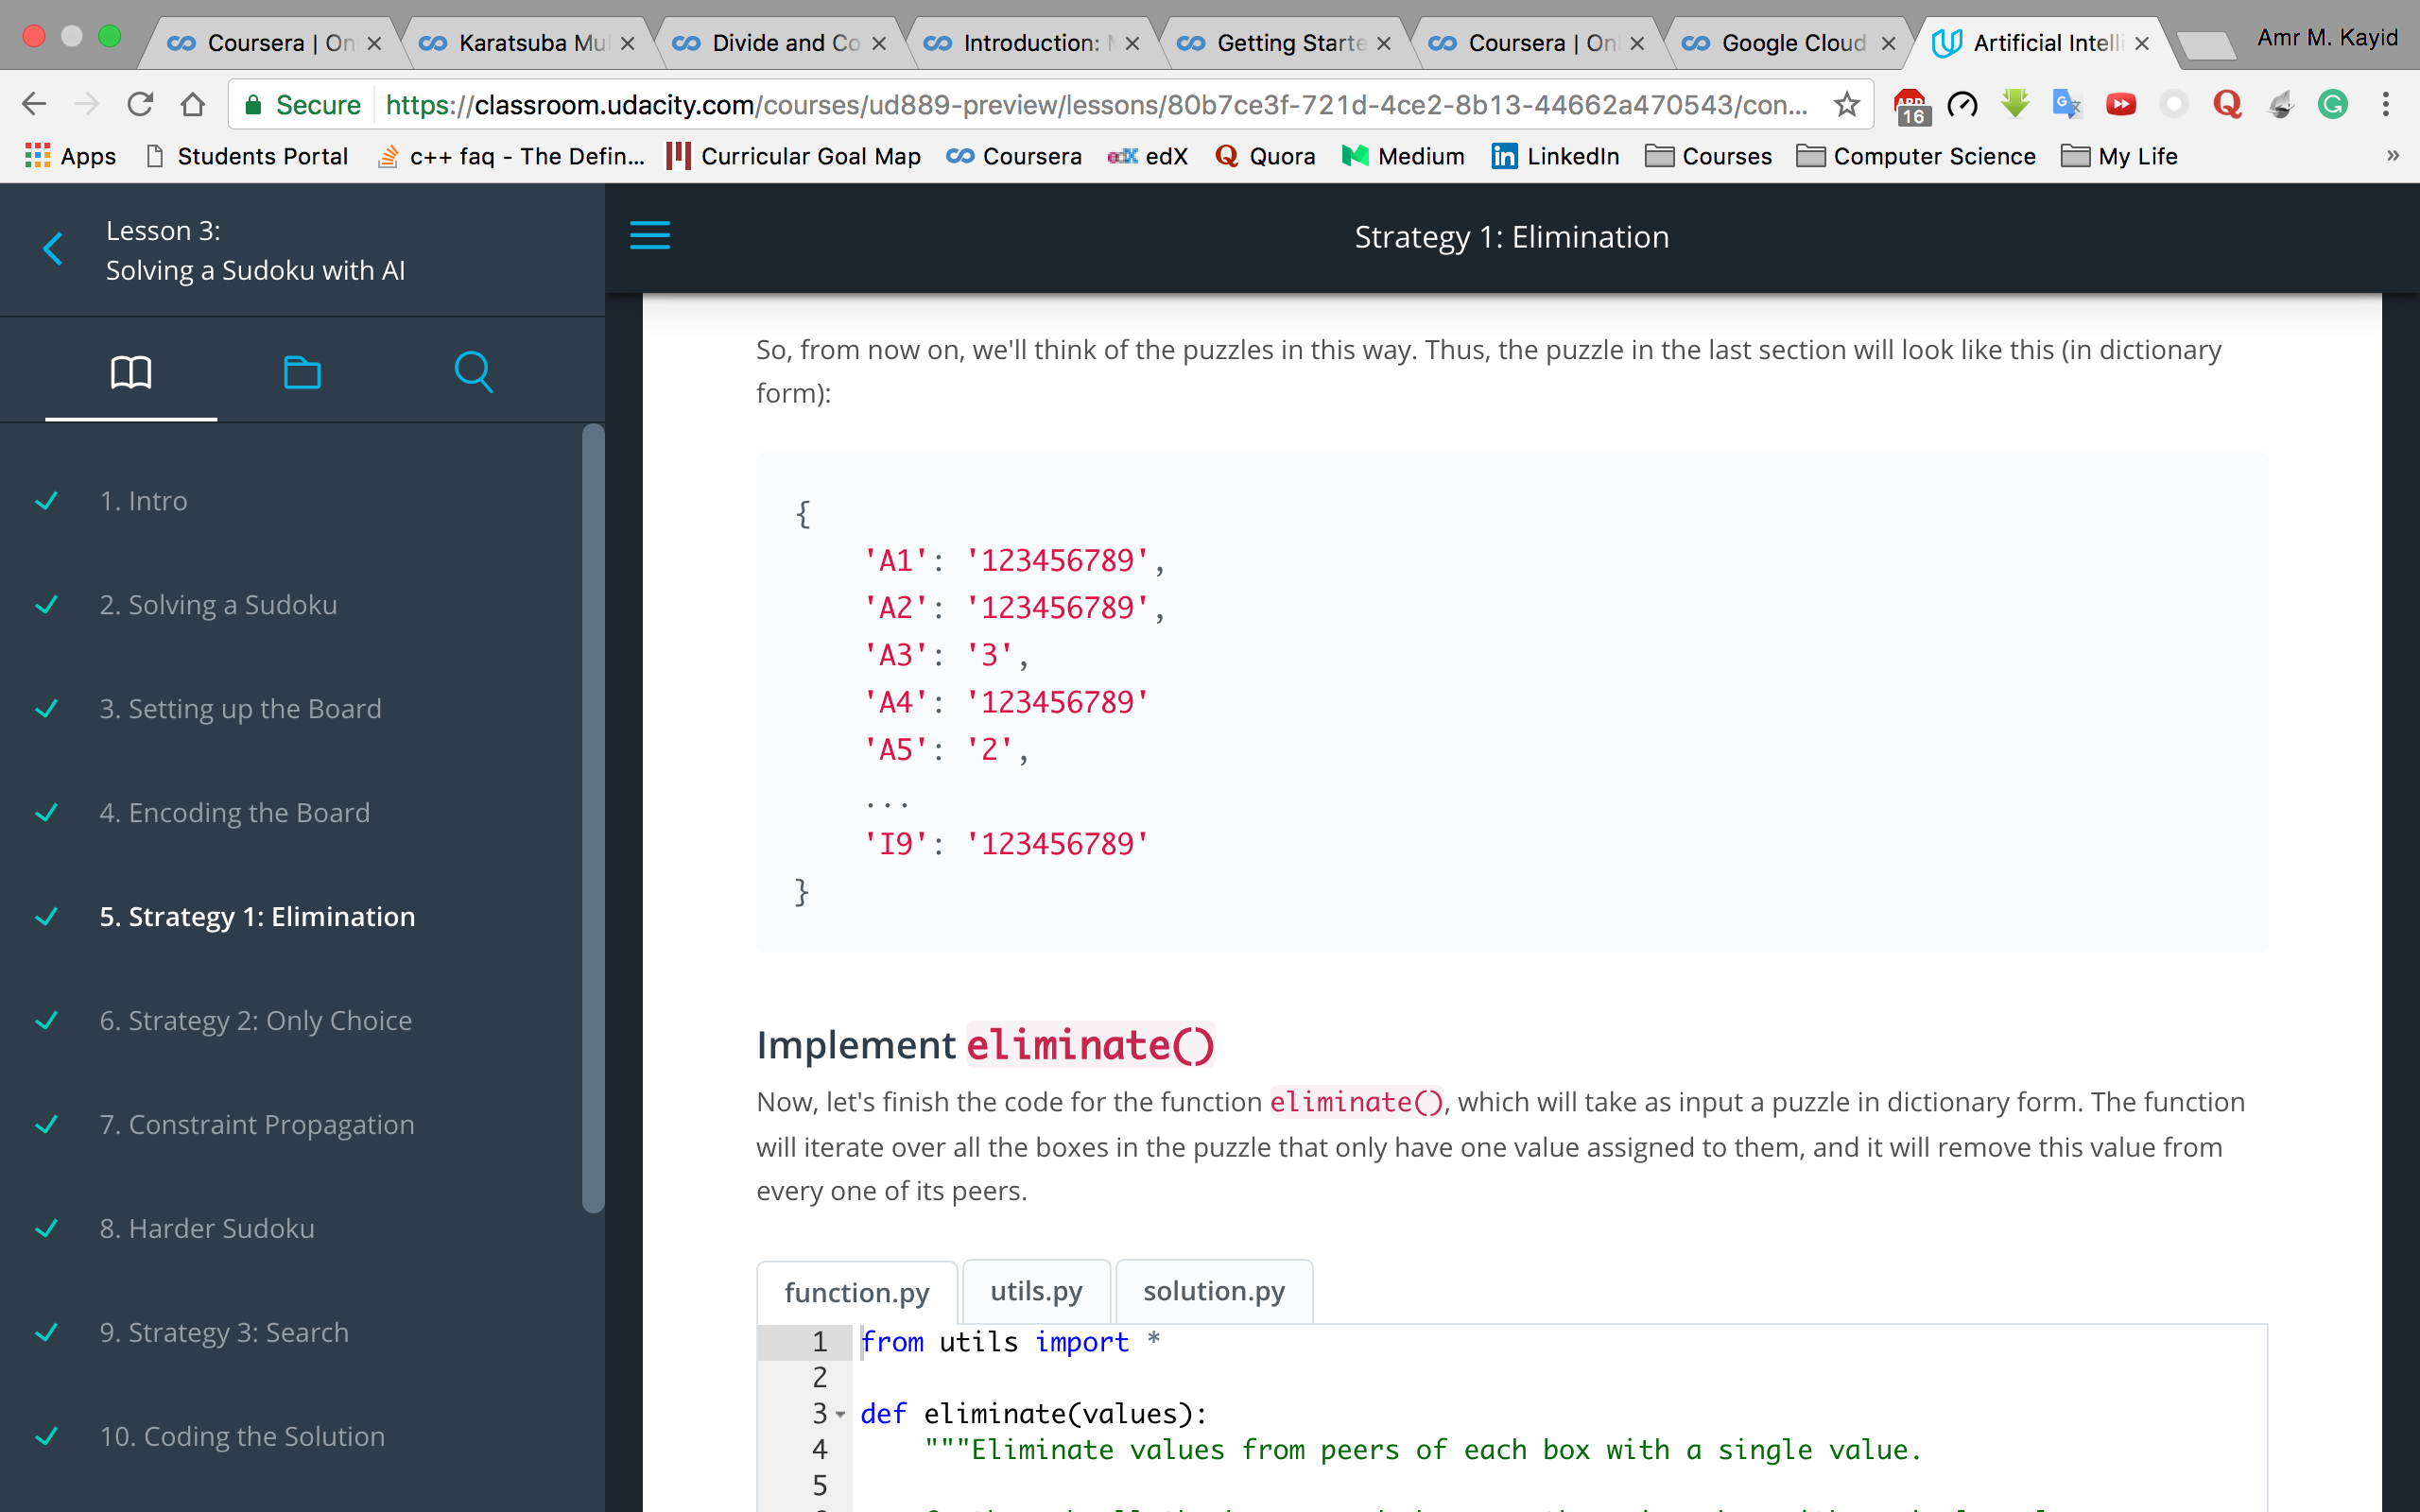 Coursera | On
Karatsuba Mul
Divide and Co
Introduction:
Getting Starte
Coursera | Onl
Google Cloud
Artificial Intelli
Amr M. Kayid
Secure https://classroom.udacity.com/courses/ud889-preview/lessons/80b7ce3f-721d-4ce2-8b13-44662a470543/con...
ABP
16
Apps Students Portal c++ faq - The Defin... Curricular Goal Map Coursera edX edX Quora Medium in LinkedIn Courses Computer Science My Life »
Lesson 3:
Solving a Sudoku with AI
1. Intro
2. Solving a Sudoku
3. Setting up the Board
4. Encoding the Board
5. Strategy 1: Elimination
6. Strategy 2: Only Choice
7. Constraint Propagation
8. Harder Sudoku
9. Strategy 3: Search
10. Coding the Solution
Strategy 1: Elimination
So, from now on, we'll think of the puzzles in this way. Thus, the puzzle in the last section will look like this (in dictionary
form):
{
'A1': '123456789',
'A2': '123456789',
'A3': '3',
'A4': '123456789'
'A5': '2',
...
'I9': '123456789'
}
Implement eliminate()
Now, let's finish the code for the function eliminate(), which will take as input a puzzle in dictionary form. The function
will iterate over all the boxes in the puzzle that only have one value assigned to them, and it will remove this value from
every one of its peers.
function.py utils.py solution.py
1 from utils import *
2
3 def eliminate(values):
4 """Eliminate values from peers of each box with a single value.
5